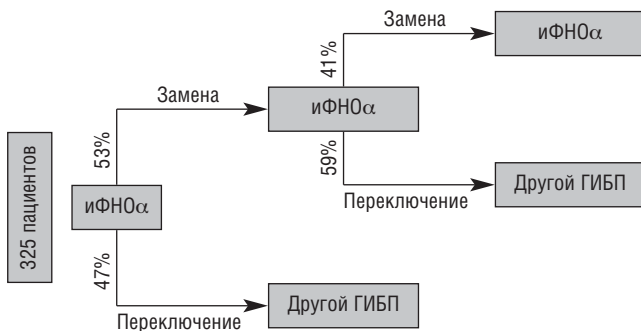 325 пациентов
иФНОα
53%
Замена
иФНОα
41%
Замена
иФНОα
59%
Переключение
Другой ГИБП
47%
Переключение
Другой ГИБП